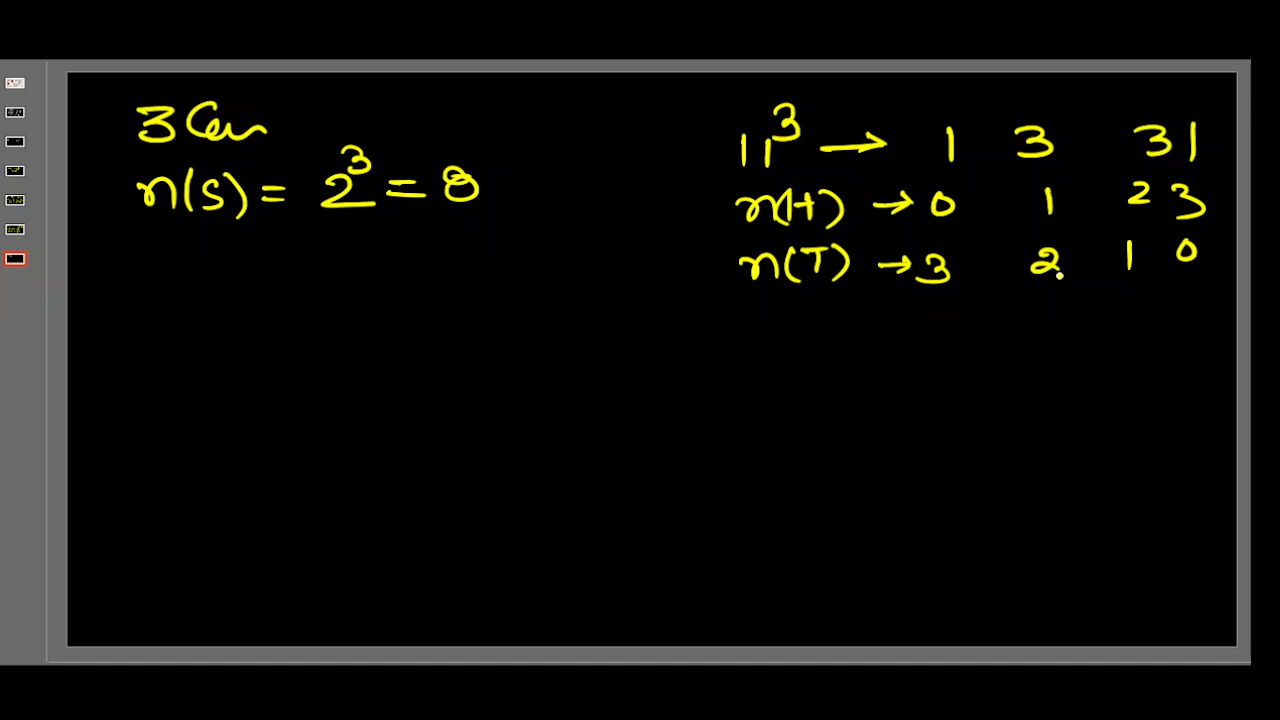 3 Coin
n(S) = 2³ = 8
11³ → 1 3 3 1
n(H) → 0 1 2 3
n(T) → 3 2 1 0